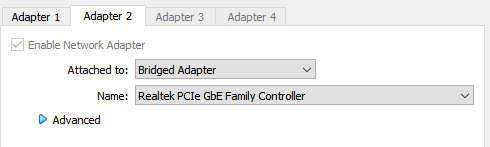 Adapter 1 Adapter 2 Adapter 3 Adapter 4
Enable Network Adapter
Attached to: Bridged Adapter
Name: Realtek PCIe GbE Family Controller
Advanced